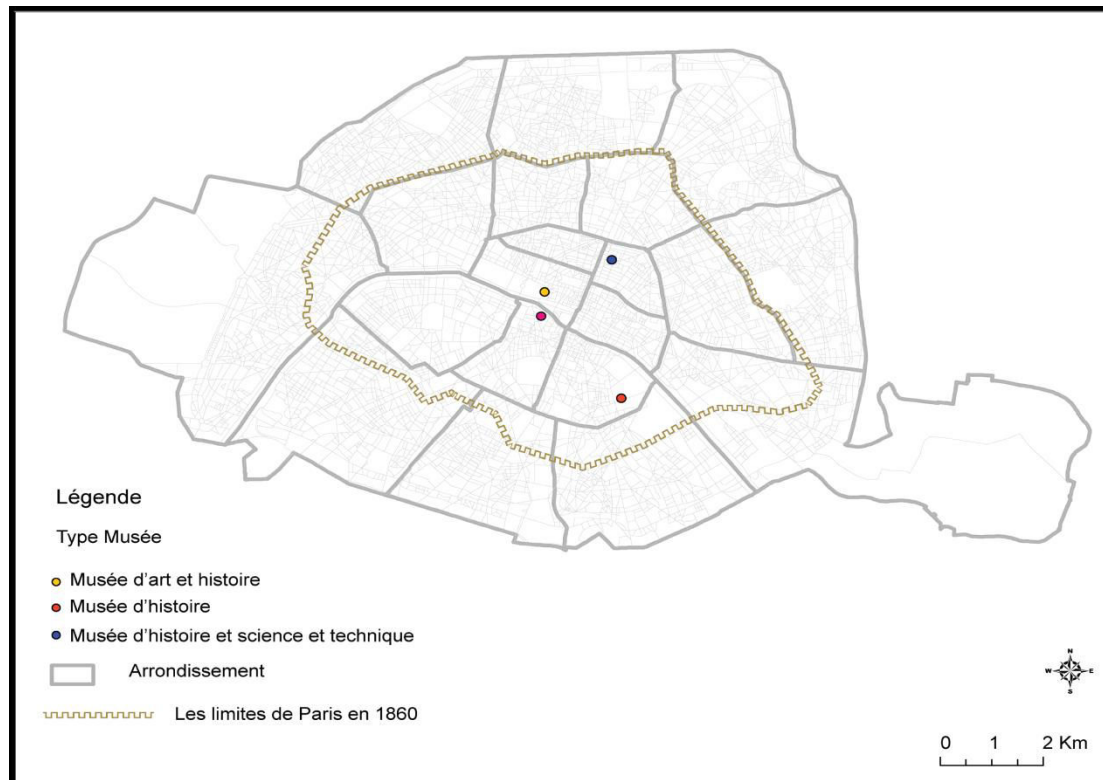 Légende
Type Musée
Musée d'art et histoire
Musée d'histoire
Musée d'histoire et science et technique
Arrondissement
Les limites de Paris en 1860
N
W E
S
0 1 2 Km